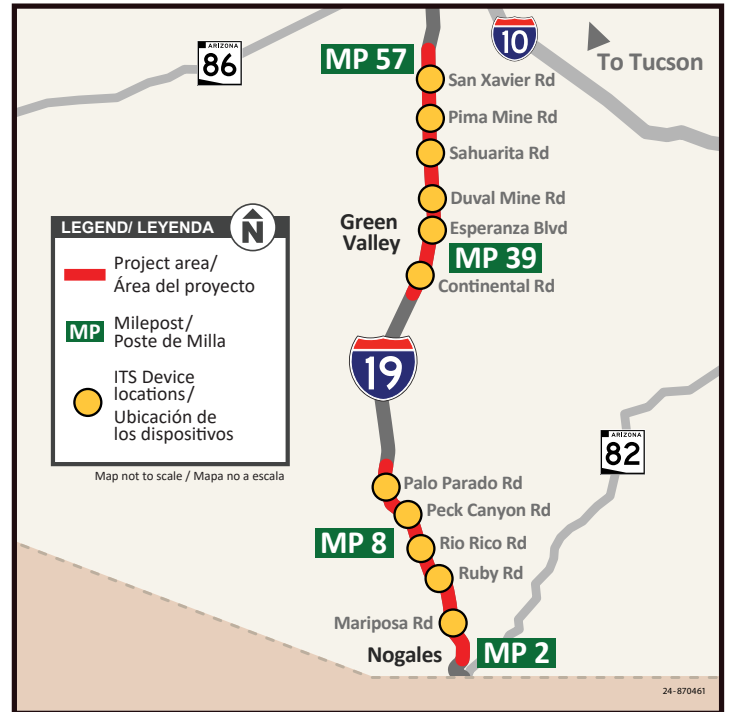 ARIZONA
86
MP 57
10
To Tucson
San Xavier Rd
Pima Mine Rd
Sahuarita Rd
Duval Mine Rd
Green
Valley
Esperanza Blvd
MP 39
Continental Rd
LEGEND/ LEYENDA
N
Project area/
Área del proyecto
MP
Milepost/
Poste de Milla
ITS Device
locations/
Ubicación de
los dispositivos
Map not to scale / Mapa no a escala
19
ARIZONA
82
Palo Parado Rd
Peck Canyon Rd
MP 8
Rio Rico Rd
Ruby Rd
Mariposa Rd
Nogales
MP 2
24-870461